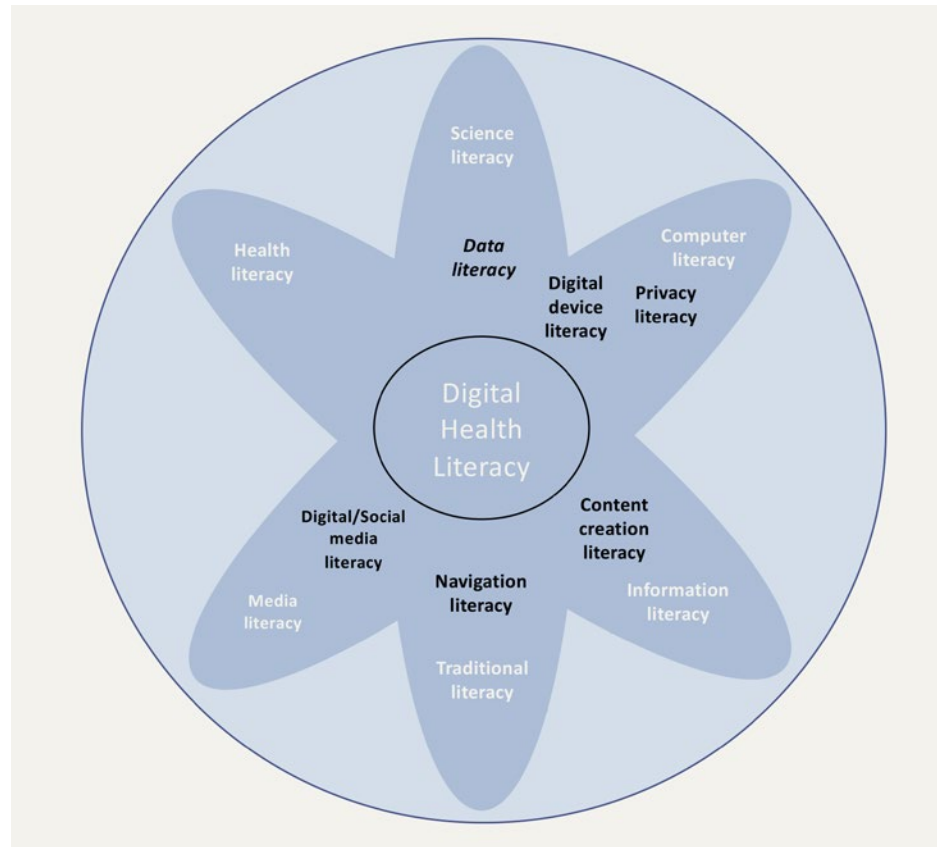 Science
literacy
Data
literacy
Health
literacy
Computer
literacy
Digital
device
literacy
Privacy
literacy
Digital
Health
Literacy
Digital/Social
media
literacy
Content
creation
literacy
Navigation
literacy
Media
literacy
Information
literacy
Traditional
literacy